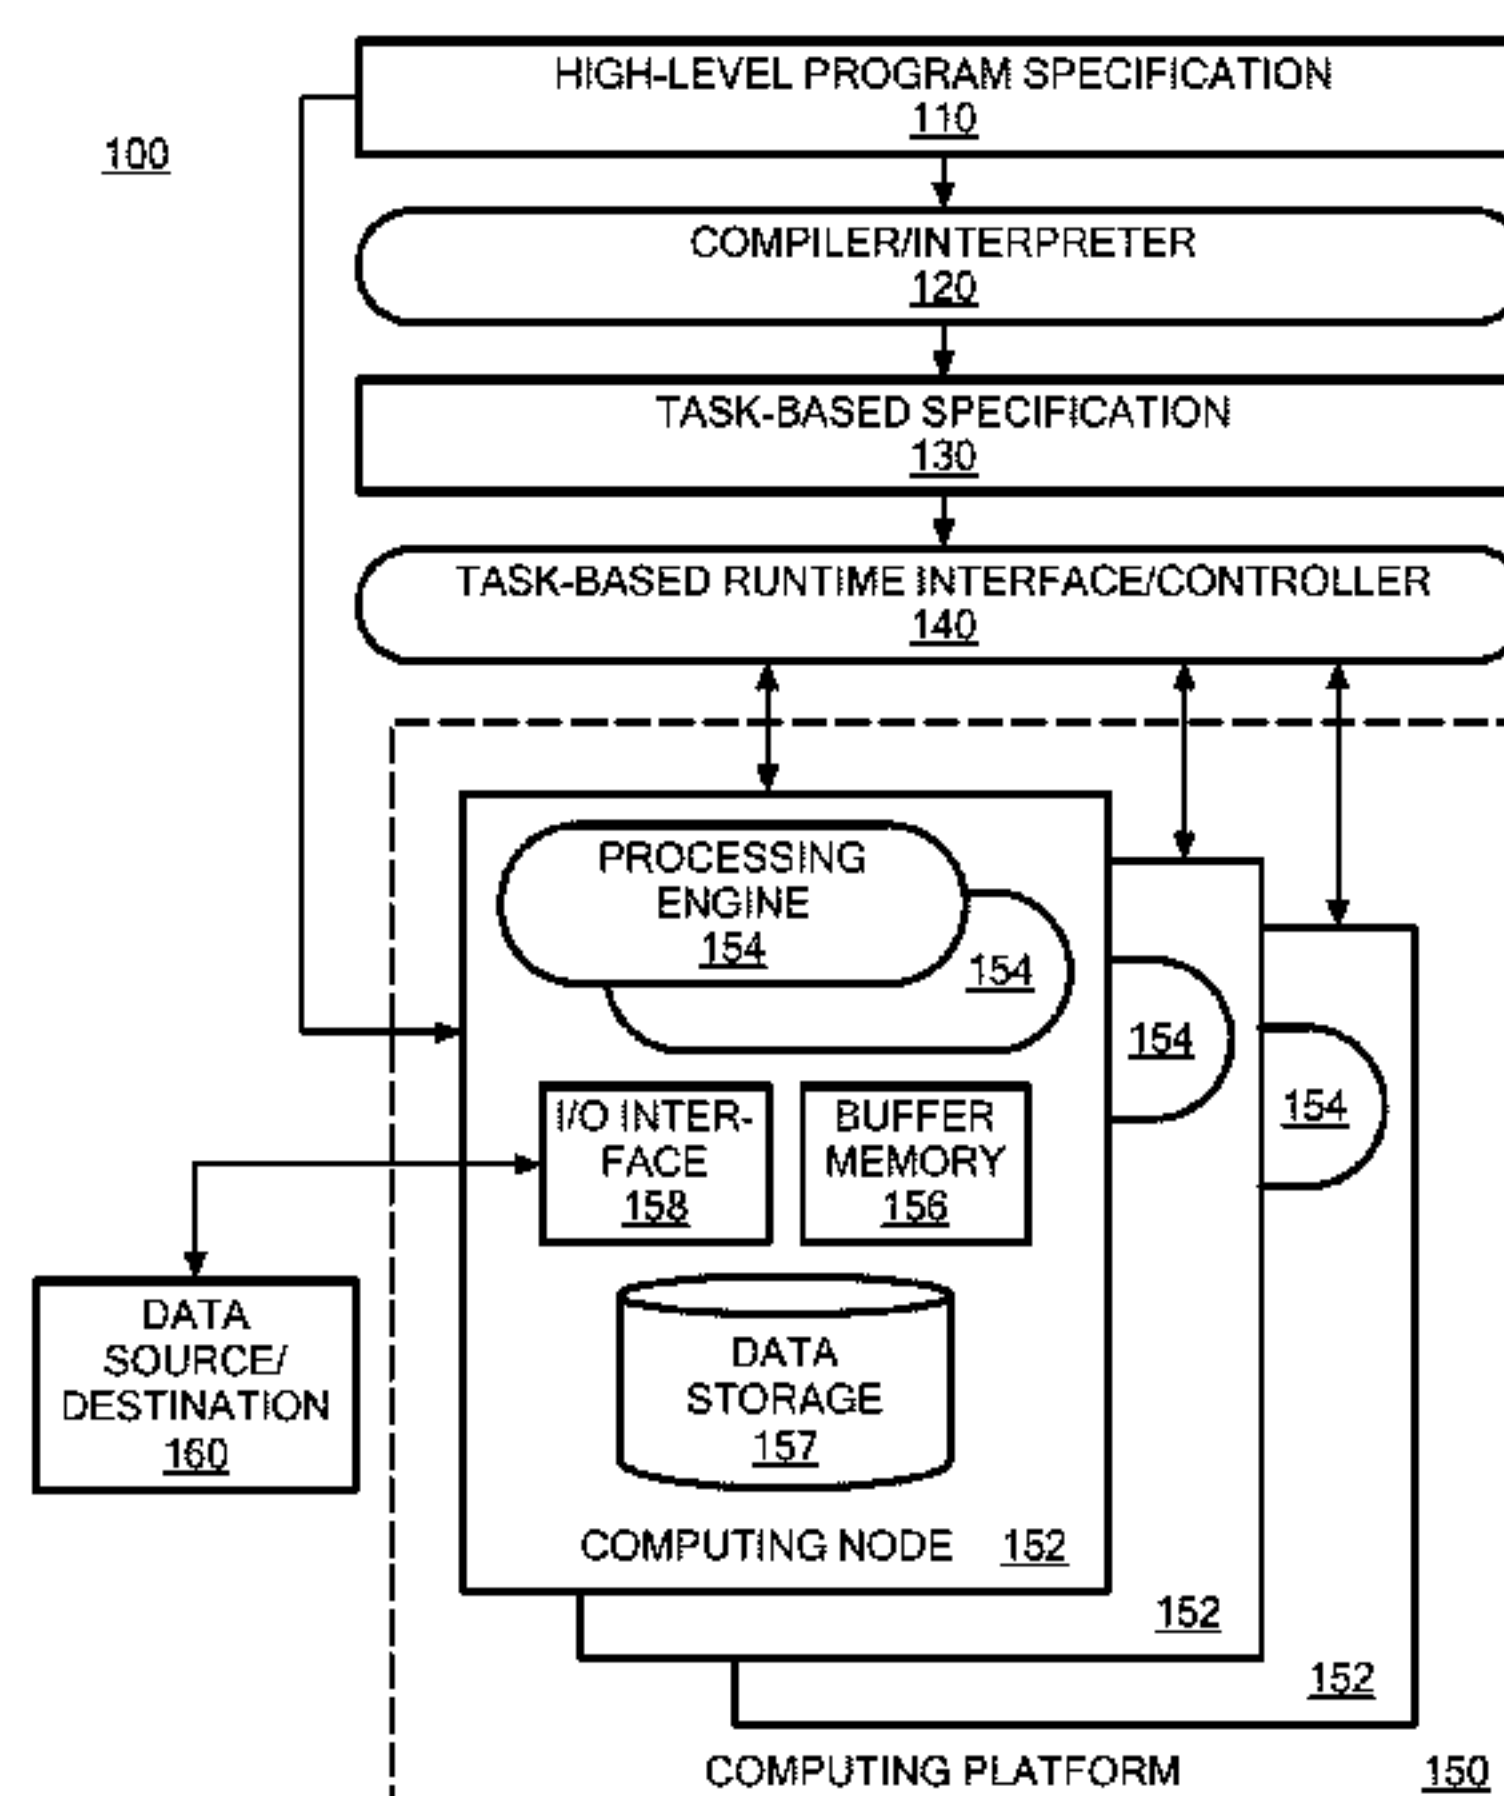 HIGH-LEVEL PROGRAM SPECIFICATION
110
100
COMPILER/INTERPRETER
120
TASK-BASED SPECIFICATION
130
TASK-BASED RUNTIME INTERFACE/CONTROLLER
140
PROCESSING
ENGINE
154
154
154
154
I/O INTER-
FACE
158
BUFFER
MEMORY
156
DATA
SOURCE/
DESTINATION
160
DATA
STORAGE
157
COMPUTING NODE 152
152
152
COMPUTING PLATFORM 150